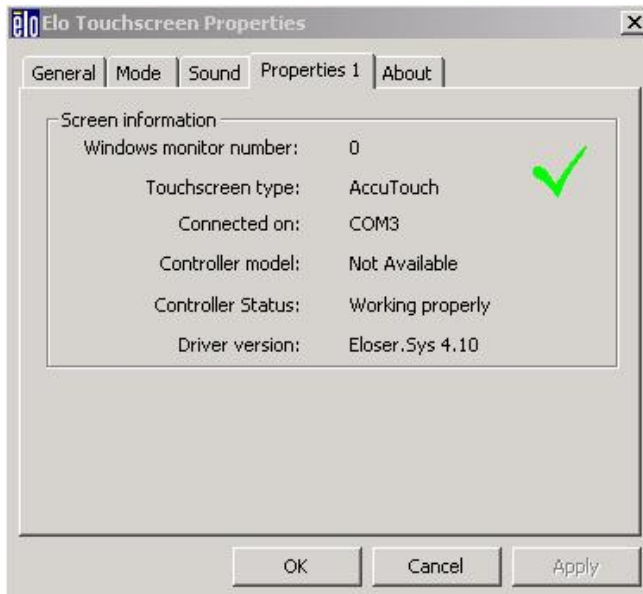 elo Elo Touchscreen Properties
General Mode Sound Properties 1 About
Screen information
Windows monitor number: 0
Touchscreen type: AccuTouch
Connected on: COM3
Controller model: Not Available
Controller Status: Working properly
Driver version: Eloser.Sys 4.10
OK Cancel Apply